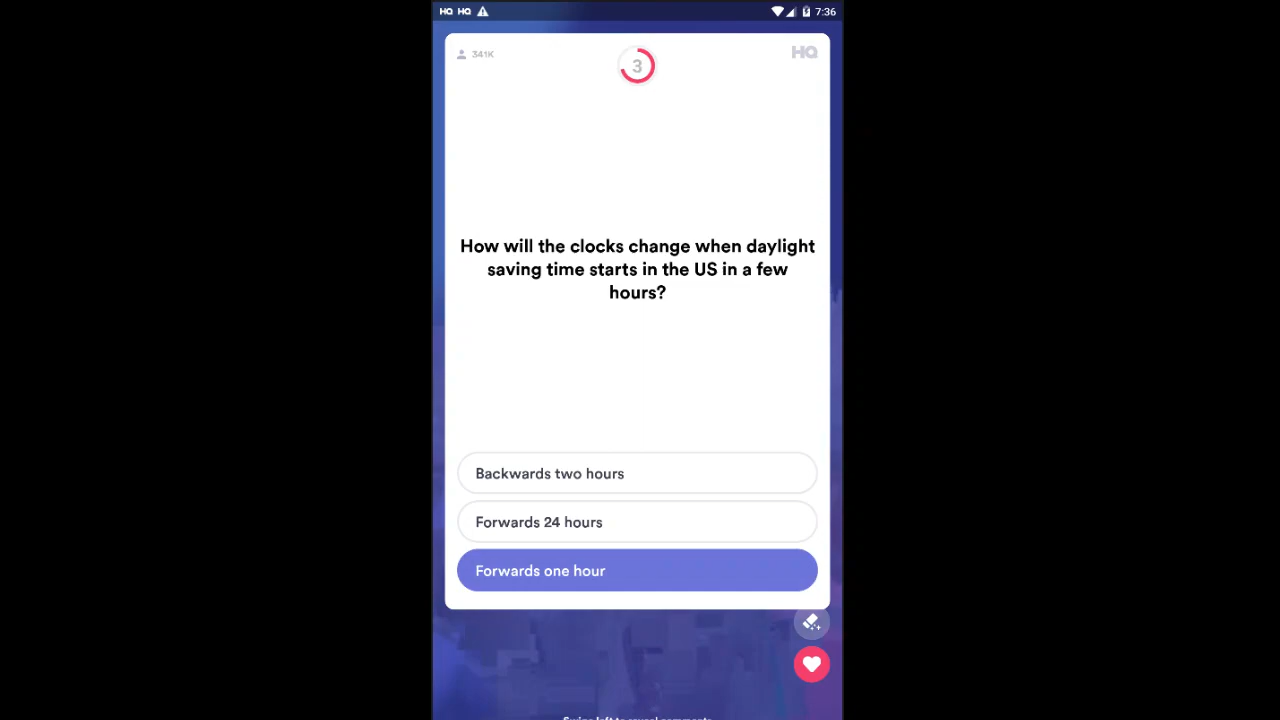 HQ HQ 7:36
341K 3 HQ
How will the clocks change when daylight
saving time starts in the US in a few
hours?
Backwards two hours
Forwards 24 hours
Forwards one hour